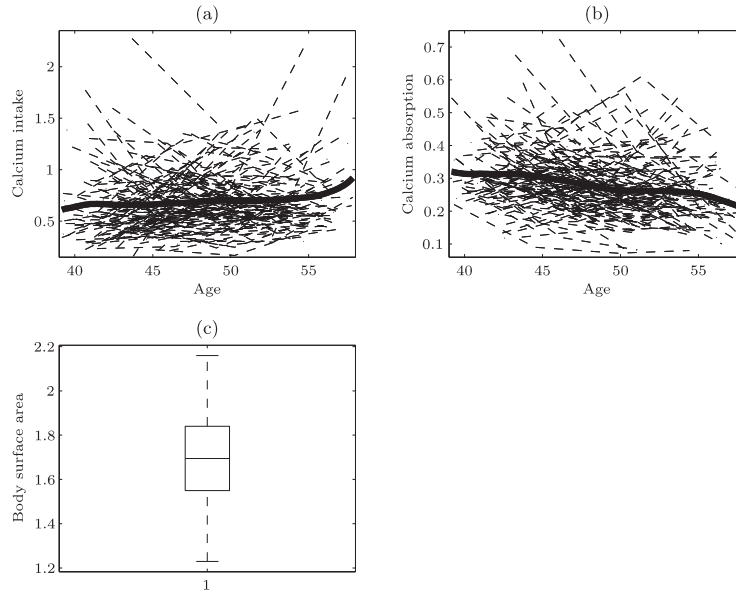 (a)
2
1.5
1
0.5
Calcium intake
40 45 50 55
Age
(b)
0.7
0.6
0.5
0.4
0.3
0.2
0.1
Calcium absorption
40 45 50 55
Age
(c)
2.2
2
1.8
1.6
1.4
1.2
Body surface area
1